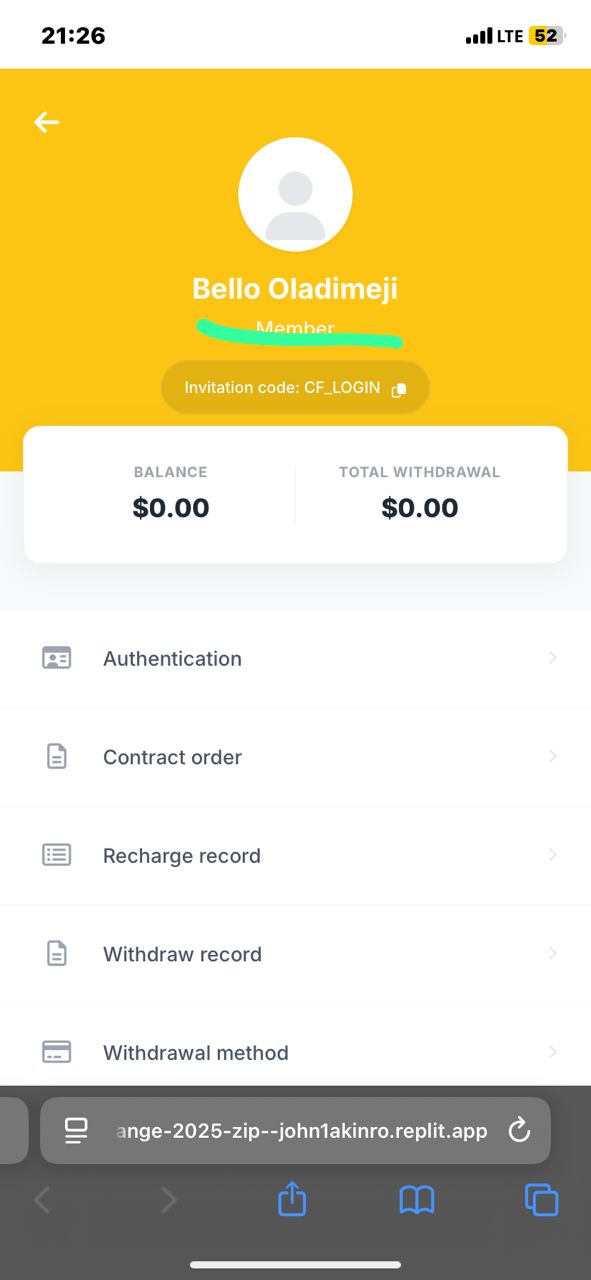 21:26
LTE 52
Bello Oladimeji
Member
Invitation code: CF_LOGIN
BALANCE
TOTAL WITHDRAWAL
$0.00
$0.00
Authentication
Contract order
Recharge record
Withdraw record
Withdrawal method
ange-2025-zip--john1akinro.replit.app